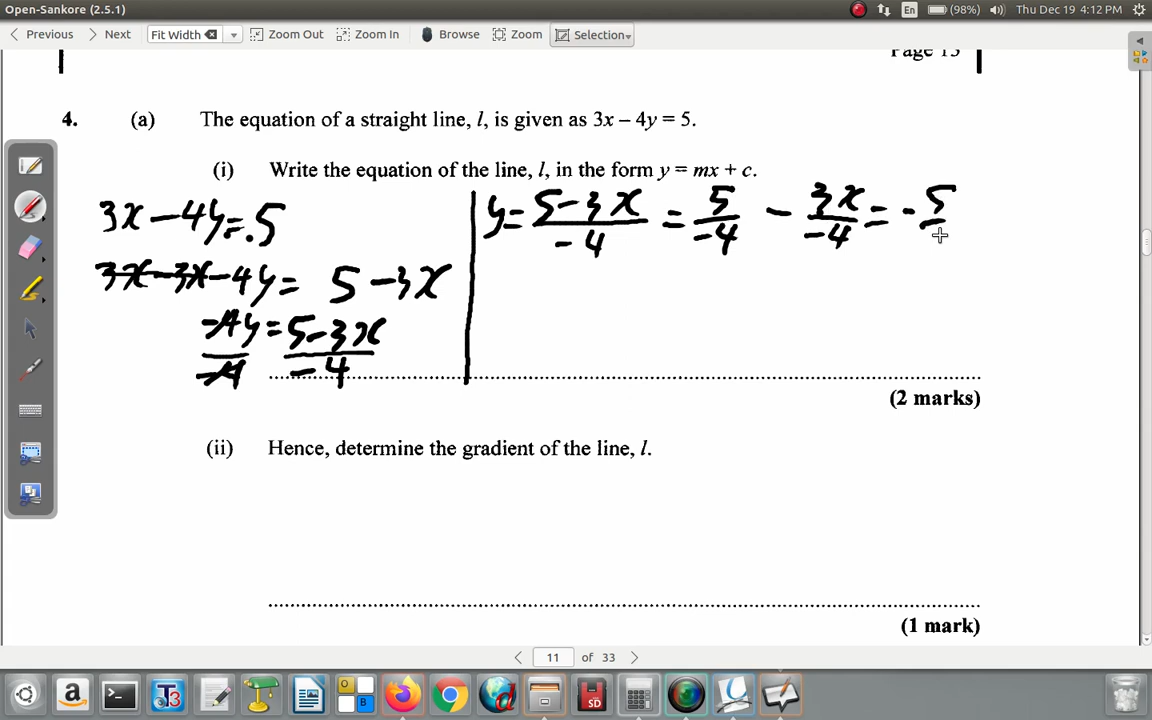 Open-Sankore (2.5.1)
En (98%) Thu Dec 19 4:12 PM
Previous Next Fit Width Zoom Out Zoom In Browse Zoom Selection
Page 13
4. (a) The equation of a straight line, l, is given as 3x – 4y = 5.
(i) Write the equation of the line, l, in the form y = mx + c.
3x - 4y = 5
3x - 3x - 4y = 5 - 3x
-4y/-4 = 5 - 3x/-4
y = 5 - 3x/-4 = 5/-4 - 3x/-4 = - 5
(2 marks)
(ii) Hence, determine the gradient of the line, l.
(1 mark)
11 of 33